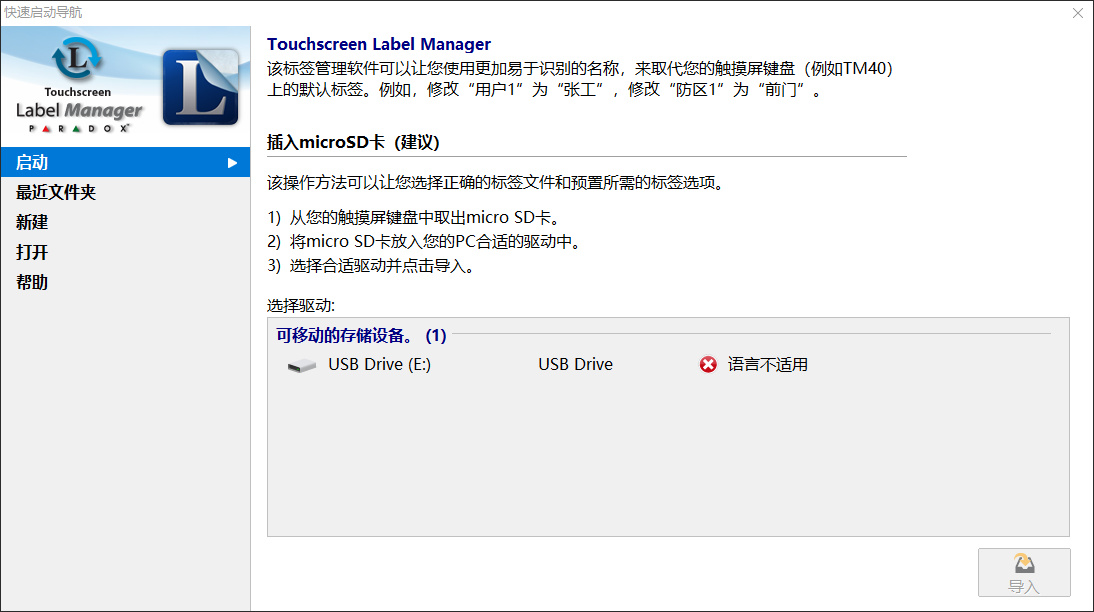 快速启动导航
Touchscreen
Label Manager
PARADOX
L
启动
最近文件夹
新建
打开
帮助
Touchscreen Label Manager
该标签管理软件可以让您使用更加易于识别的名称，来取代您的触摸屏键盘（例如TM40）
上的默认标签。例如，修改“用户1”为“张工”，修改“防区1”为“前门”。
插入microSD卡（建议）
该操作方法可以让您选择正确的标签文件和预置所需的标签选项。
1) 从您的触摸屏键盘中取出micro SD卡。
2) 将micro SD卡放入您的PC合适的驱动中。
3) 选择合适驱动并点击导入。
选择驱动:
可移动的存储设备。 (1)
USB Drive (E:) USB Drive 语言不适用
导入